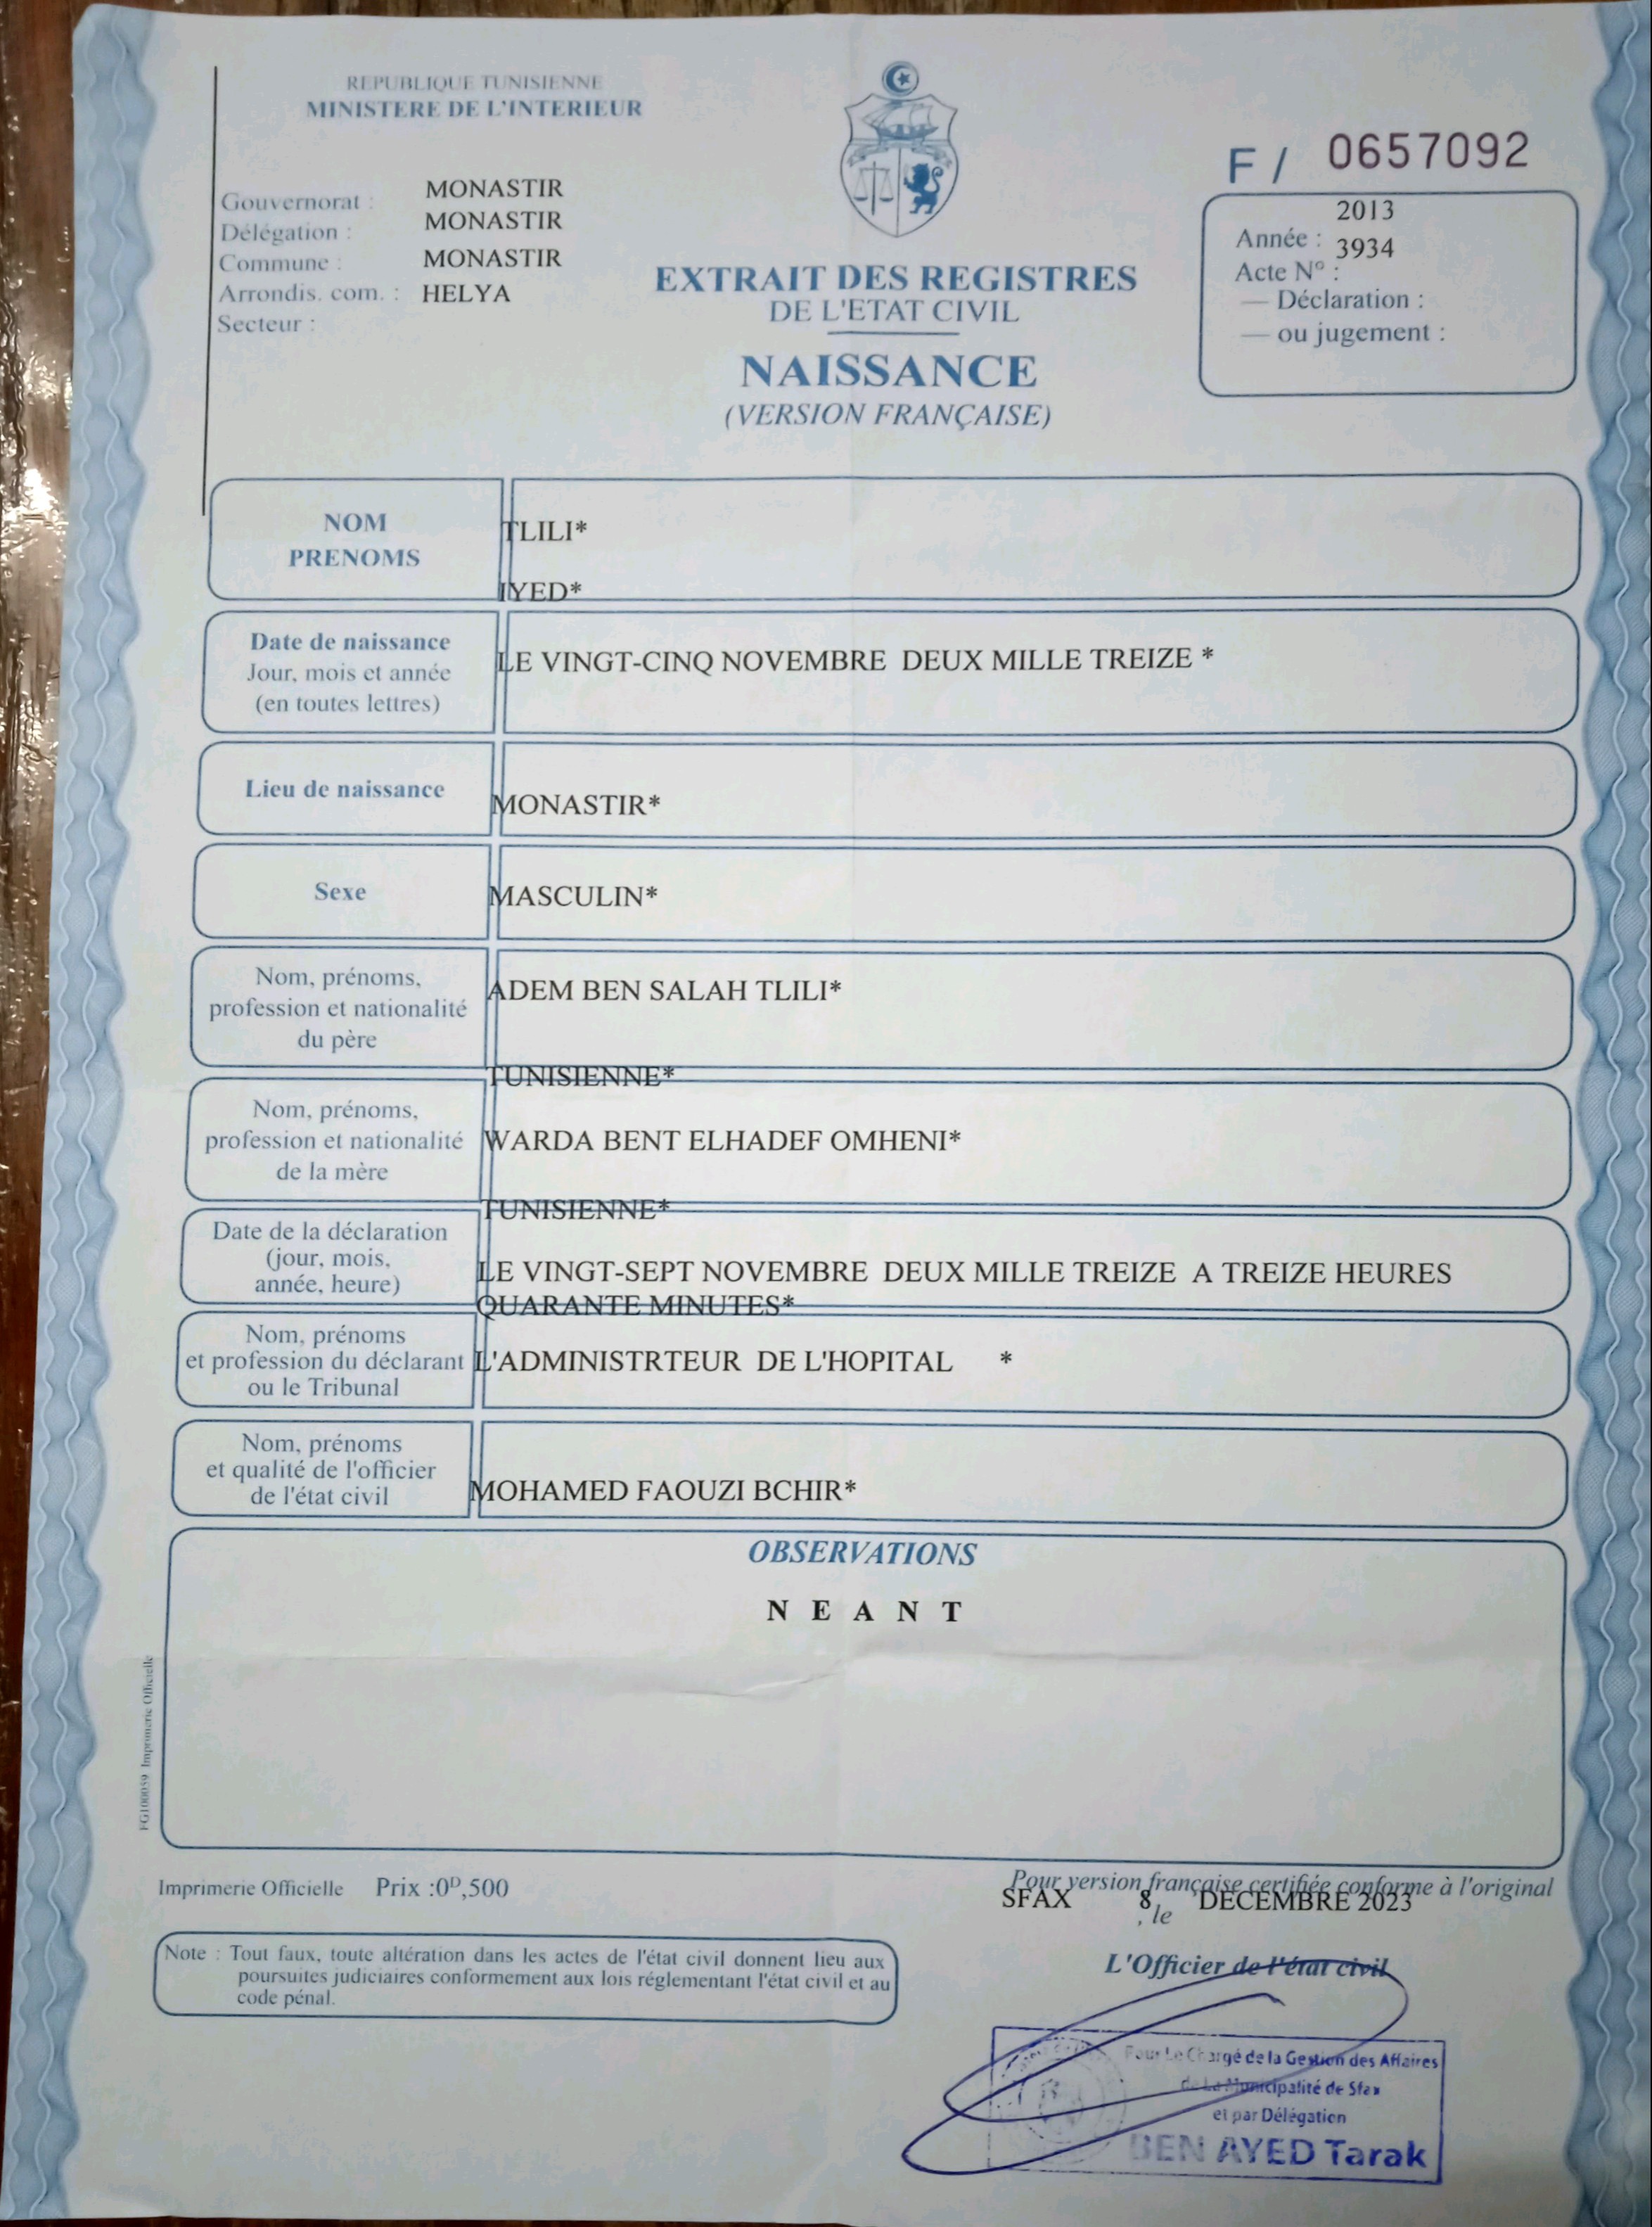 REPUBLIQUE TUNISIENNE
MINISTERE DE L'INTERIEUR
Gouvernorat : MONASTIR
Délégation : MONASTIR
Commune : MONASTIR
Arrondis. com. : HELYA
Secteur :
EXTRAIT DES REGISTRES
DE L'ETAT CIVIL
NAISSANCE
(VERSION FRANÇAISE)
F / 0657092
2013
Année :
3934
Acte N° :
— Déclaration :
— ou jugement :
NOM
PRENOMS
TLILI*
IYED*
Date de naissance
Jour, mois et année
(en toutes lettres)
LE VINGT-CINQ NOVEMBRE DEUX MILLE TREIZE *
Lieu de naissance
MONASTIR*
Sexe
MASCULIN*
Nom, prénoms,
profession et nationalité
du père
ADEM BEN SALAH TLILI*
TUNISIENNE*
Nom, prénoms,
profession et nationalité
de la mère
WARDA BENT ELHADEF OMHENI*
TUNISIENNE*
Date de la déclaration
(jour, mois,
année, heure)
LE VINGT-SEPT NOVEMBRE DEUX MILLE TREIZE A TREIZE HEURES
QUARANTE MINUTES*
Nom, prénoms
et profession du déclarant
ou le Tribunal
L'ADMINISTRTEUR DE L'HOPITAL *
Nom, prénoms
et qualité de l'officier
de l'état civil
MOHAMED FAOUZI BCHIR*
OBSERVATIONS
N E A N T
FG100059 Imprimerie Officielle
Imprimerie Officielle Prix :0ᴰ,500
Pour version française certifiée conforme à l'original
SFAX 8 DECEMBRE 2023
, le
Note : Tout faux, toute altération dans les actes de l'état civil donnent lieu aux
poursuites judiciaires conformement aux lois réglementant l'état civil et au
code pénal.
L'Officier de l'état civil
Pour Le Chargé de la Gestion des Affaires
de La Municipalité de Sfax
et par Délégation
BEN AYED Tarak